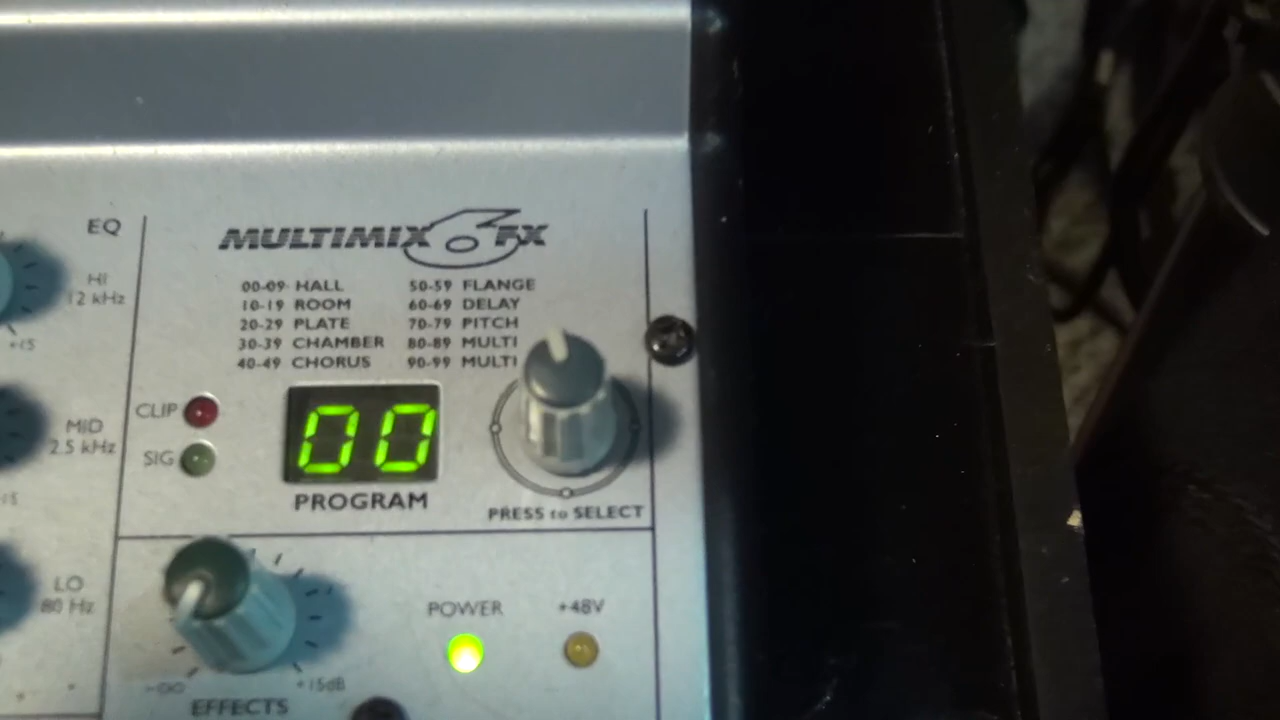 EQ
MULTIMIX 6 FX
HI
12 kHz
+15
00-09 HALL
10-19 ROOM
20-29 PLATE
30-39 CHAMBER
40-49 CHORUS
50-59 FLANGE
60-69 DELAY
70-79 PITCH
80-89 MULTI
90-99 MULTI
CLIP
SIG
00
PROGRAM
PRESS to SELECT
MID
2.5 kHz
-15
LO
80 Hz
POWER
+48V
-∞
+15dB
EFFECTS